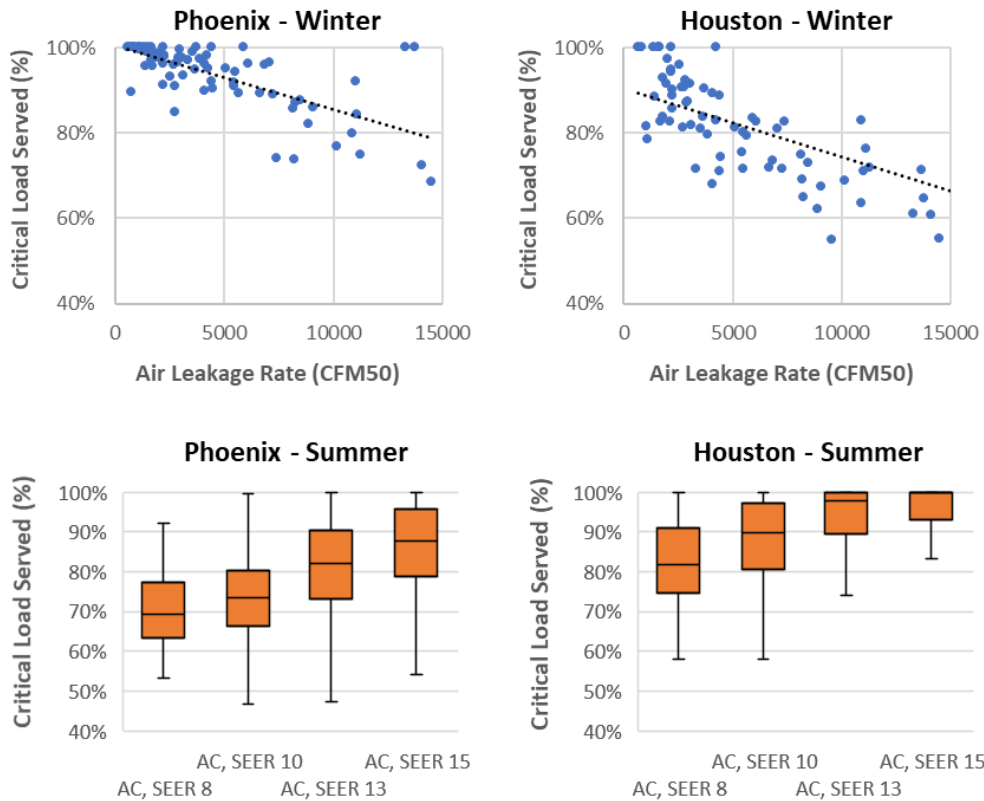 Phoenix - Winter
Critical Load Served (%)
100%
80%
60%
40%
0
5000
10000
15000
Air Leakage Rate (CFM50)
Houston - Winter
Critical Load Served (%)
100%
80%
60%
40%
0
5000
10000
15000
Air Leakage Rate (CFM50)
Phoenix - Summer
Critical Load Served (%)
100%
90%
80%
70%
60%
50%
40%
AC, SEER 10
AC, SEER 15
AC, SEER 8
AC, SEER 13
Houston - Summer
Critical Load Served (%)
100%
90%
80%
70%
60%
50%
40%
AC, SEER 10
AC, SEER 15
AC, SEER 8
AC, SEER 13